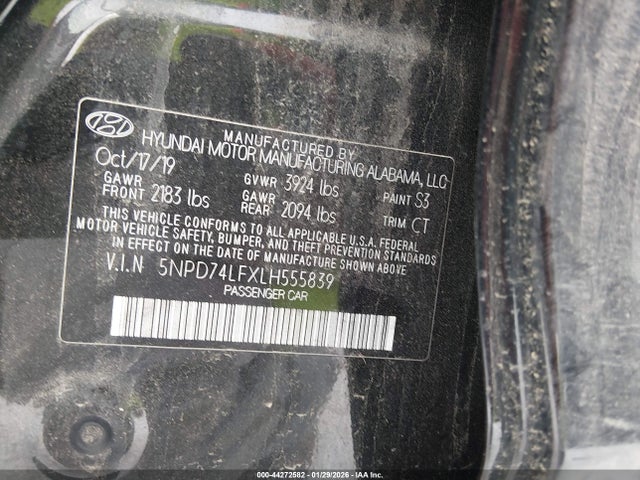 MANUFACTURED BY
HYUNDAI MOTOR MANUFACTURING ALABAMA, LLC
Oct/17/19 GVWR 3924 lbs PAINT S3
GAWR FRONT 2183 lbs GAWR REAR 2094 lbs TRIM CT
THIS VEHICLE CONFORMS TO ALL APPLICABLE U.S.A. FEDERAL
MOTOR VEHICLE SAFETY, BUMPER, AND THEFT PREVENTION STANDARDS
IN EFFECT ON THE DATE OF MANUFACTURE SHOWN ABOVE.
V.I.N 5NPD74LFXLH555839
PASSENGER CAR
000-44272582 - 01/29/2026 - IAA Inc.